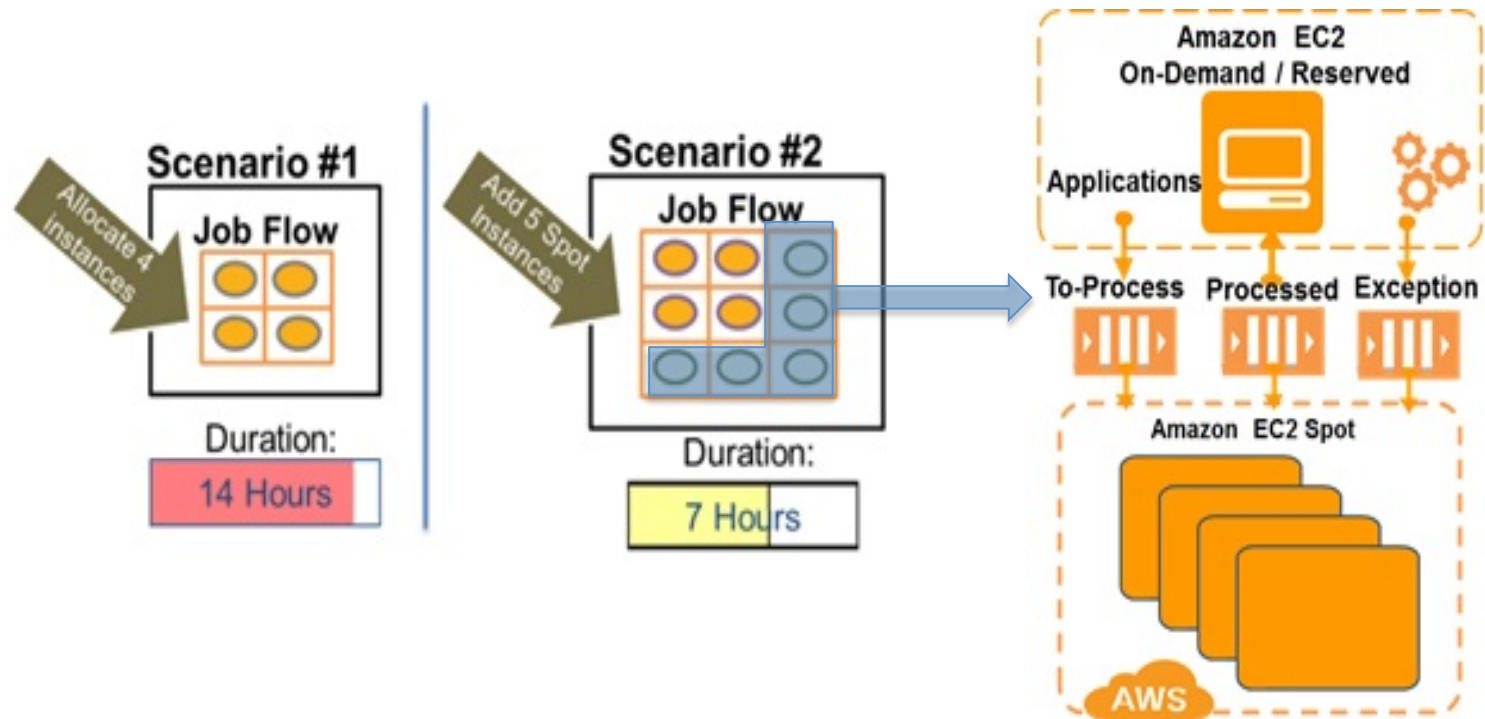 Scenario #1
Allocate 4
instances
Job Flow
Duration:
14 Hours
Scenario #2
Add 5 Spot
Instances
Job Flow
Duration:
7 Hours
Amazon EC2
On-Demand / Reserved
Applications
To-Process
Processed
Exception
Amazon EC2 Spot
AWS